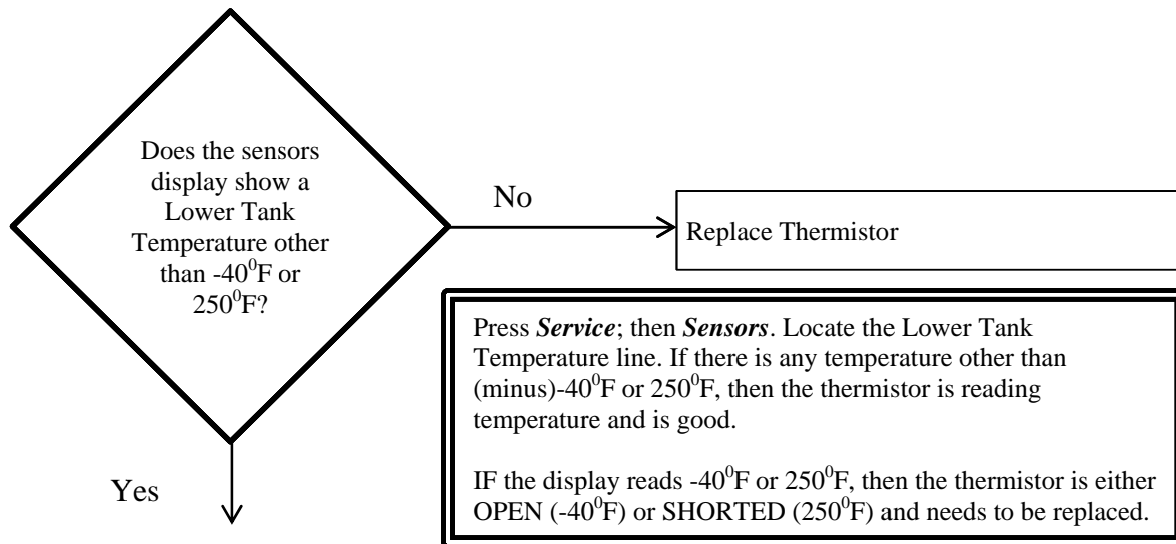 Does the sensors
display show a
Lower Tank
Temperature other
than -40⁰F or
250⁰F?
No
Replace Thermistor
Press Service; then Sensors. Locate the Lower Tank
Temperature line. If there is any temperature other than
(minus)-40⁰F or 250⁰F, then the thermistor is reading
temperature and is good.
IF the display reads -40⁰F or 250⁰F, then the thermistor is either
OPEN (-40⁰F) or SHORTED (250⁰F) and needs to be replaced.
Yes